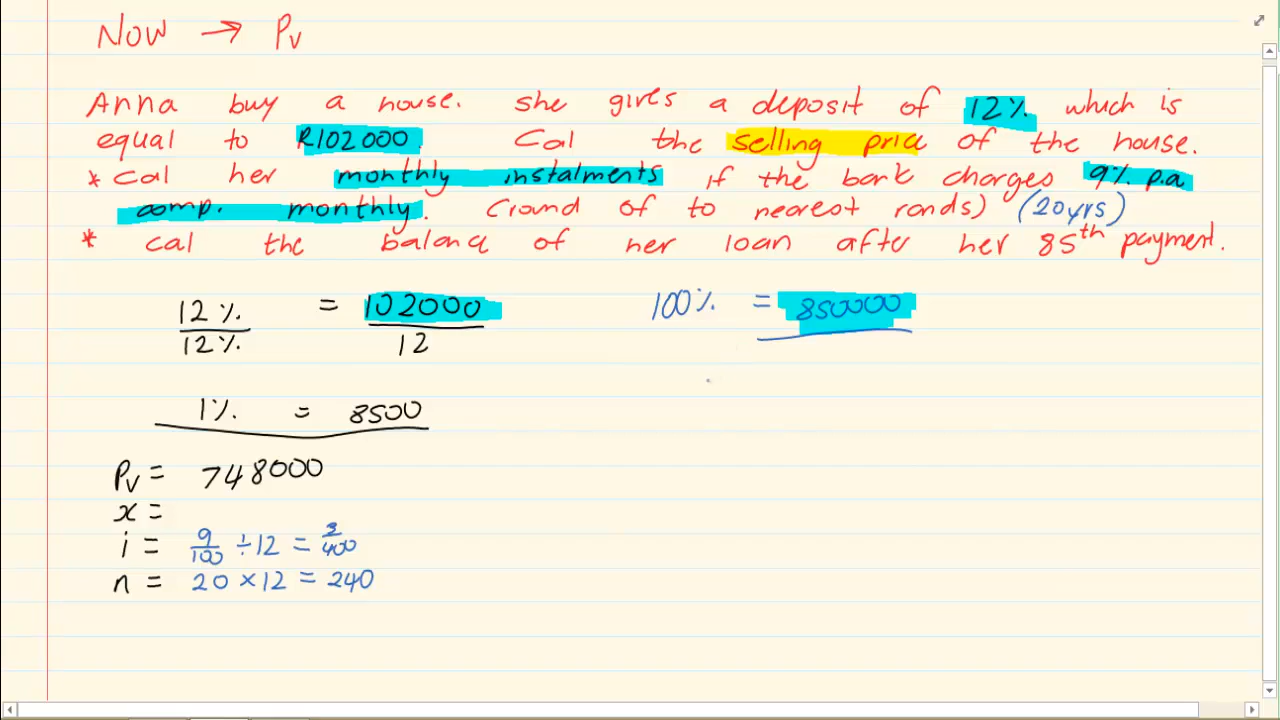 Now → Pv
Anna buy a house. she gives a deposit of 12% which is
equal to R102000 Cal the selling price of the house.
* Cal her monthly instalments if the bank charges 9% p.a
comp. monthly. (round of to nearest rands) (20yrs)
* cal the balance of her loan after her 85th payment.
12% / 12% = 102000 / 12 100% = 850000
1% = 8500
Pv = 748000
x =
i = 9/100 ÷ 12 = 3/400
n = 20 × 12 = 240